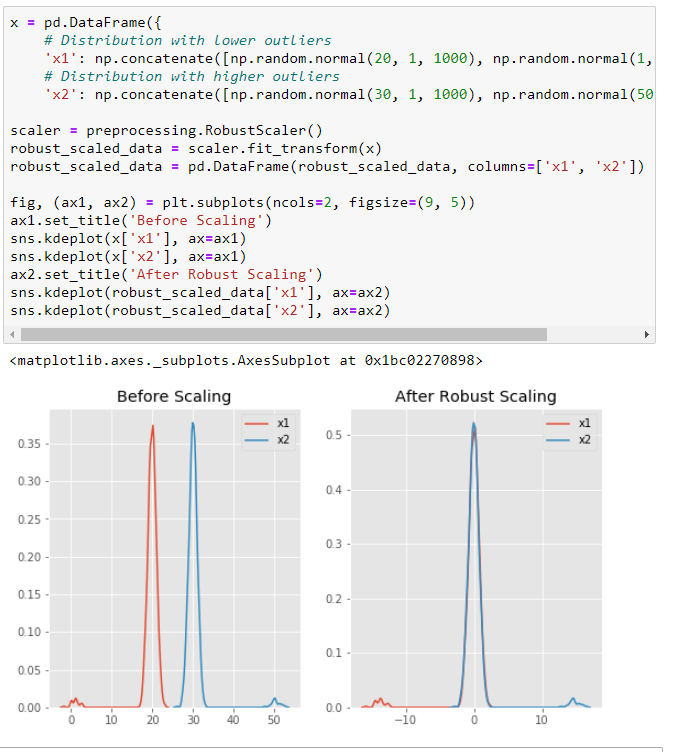 x = pd.DataFrame({
    # Distribution with lower outliers
    'x1': np.concatenate([np.random.normal(20, 1, 1000), np.random.normal(1,
    # Distribution with higher outliers
    'x2': np.concatenate([np.random.normal(30, 1, 1000), np.random.normal(50
scaler = preprocessing.RobustScaler()
robust_scaled_data = scaler.fit_transform(x)
robust_scaled_data = pd.DataFrame(robust_scaled_data, columns=['x1', 'x2'])
fig, (ax1, ax2) = plt.subplots(ncols=2, figsize=(9, 5))
ax1.set_title('Before Scaling')
sns.kdeplot(x['x1'], ax=ax1)
sns.kdeplot(x['x2'], ax=ax1)
ax2.set_title('After Robust Scaling')
sns.kdeplot(robust_scaled_data['x1'], ax=ax2)
sns.kdeplot(robust_scaled_data['x2'], ax=ax2)
<matplotlib.axes._subplots.AxesSubplot at 0x1bc02270898>
Before Scaling
x1
x2
0.35
0.30
0.25
0.20
0.15
0.10
0.05
0.00
0 10 20 30 40 50
After Robust Scaling
x1
x2
0.5
0.4
0.3
0.2
0.1
0.0
−10 0 10